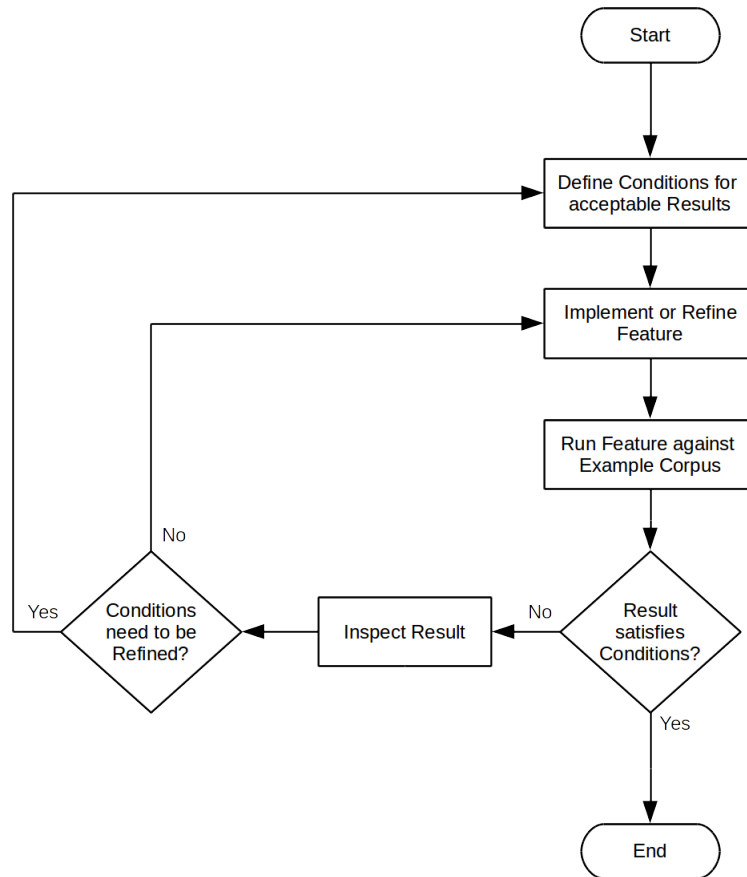 Start
Define Conditions for
acceptable Results
Implement or Refine
Feature
Run Feature against
Example Corpus
No
Yes
Conditions
need to be
Refined?
Inspect Result
No
Result
satisfies
Conditions?
Yes
End